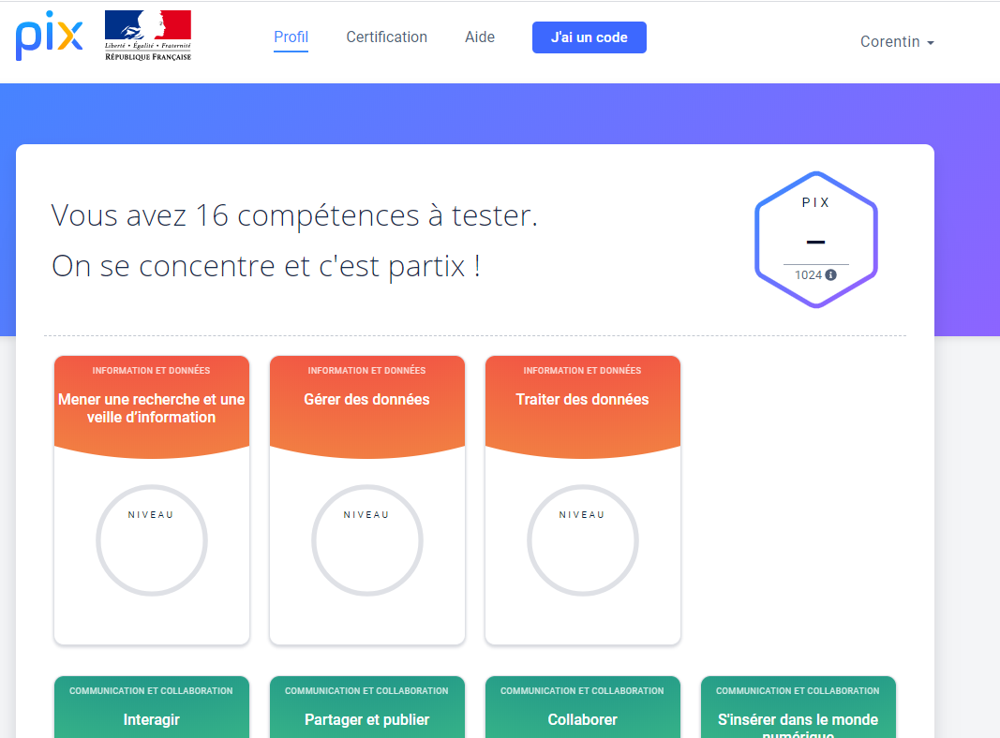 pix
Liberté • Égalité • Fraternité
RÉPUBLIQUE FRANÇAISE
Profil
Certification
Aide
J'ai un code
Corentin
Vous avez 16 compétences à tester.
On se concentre et c'est partix !
PIX
–
1024
INFORMATION ET DONNÉES
Mener une recherche et une
veille d’information
NIVEAU
INFORMATION ET DONNÉES
Gérer des données
NIVEAU
INFORMATION ET DONNÉES
Traiter des données
NIVEAU
COMMUNICATION ET COLLABORATION
Interagir
COMMUNICATION ET COLLABORATION
Partager et publier
COMMUNICATION ET COLLABORATION
Collaborer
COMMUNICATION ET COLLABORATION
S'insérer dans le monde
numérique